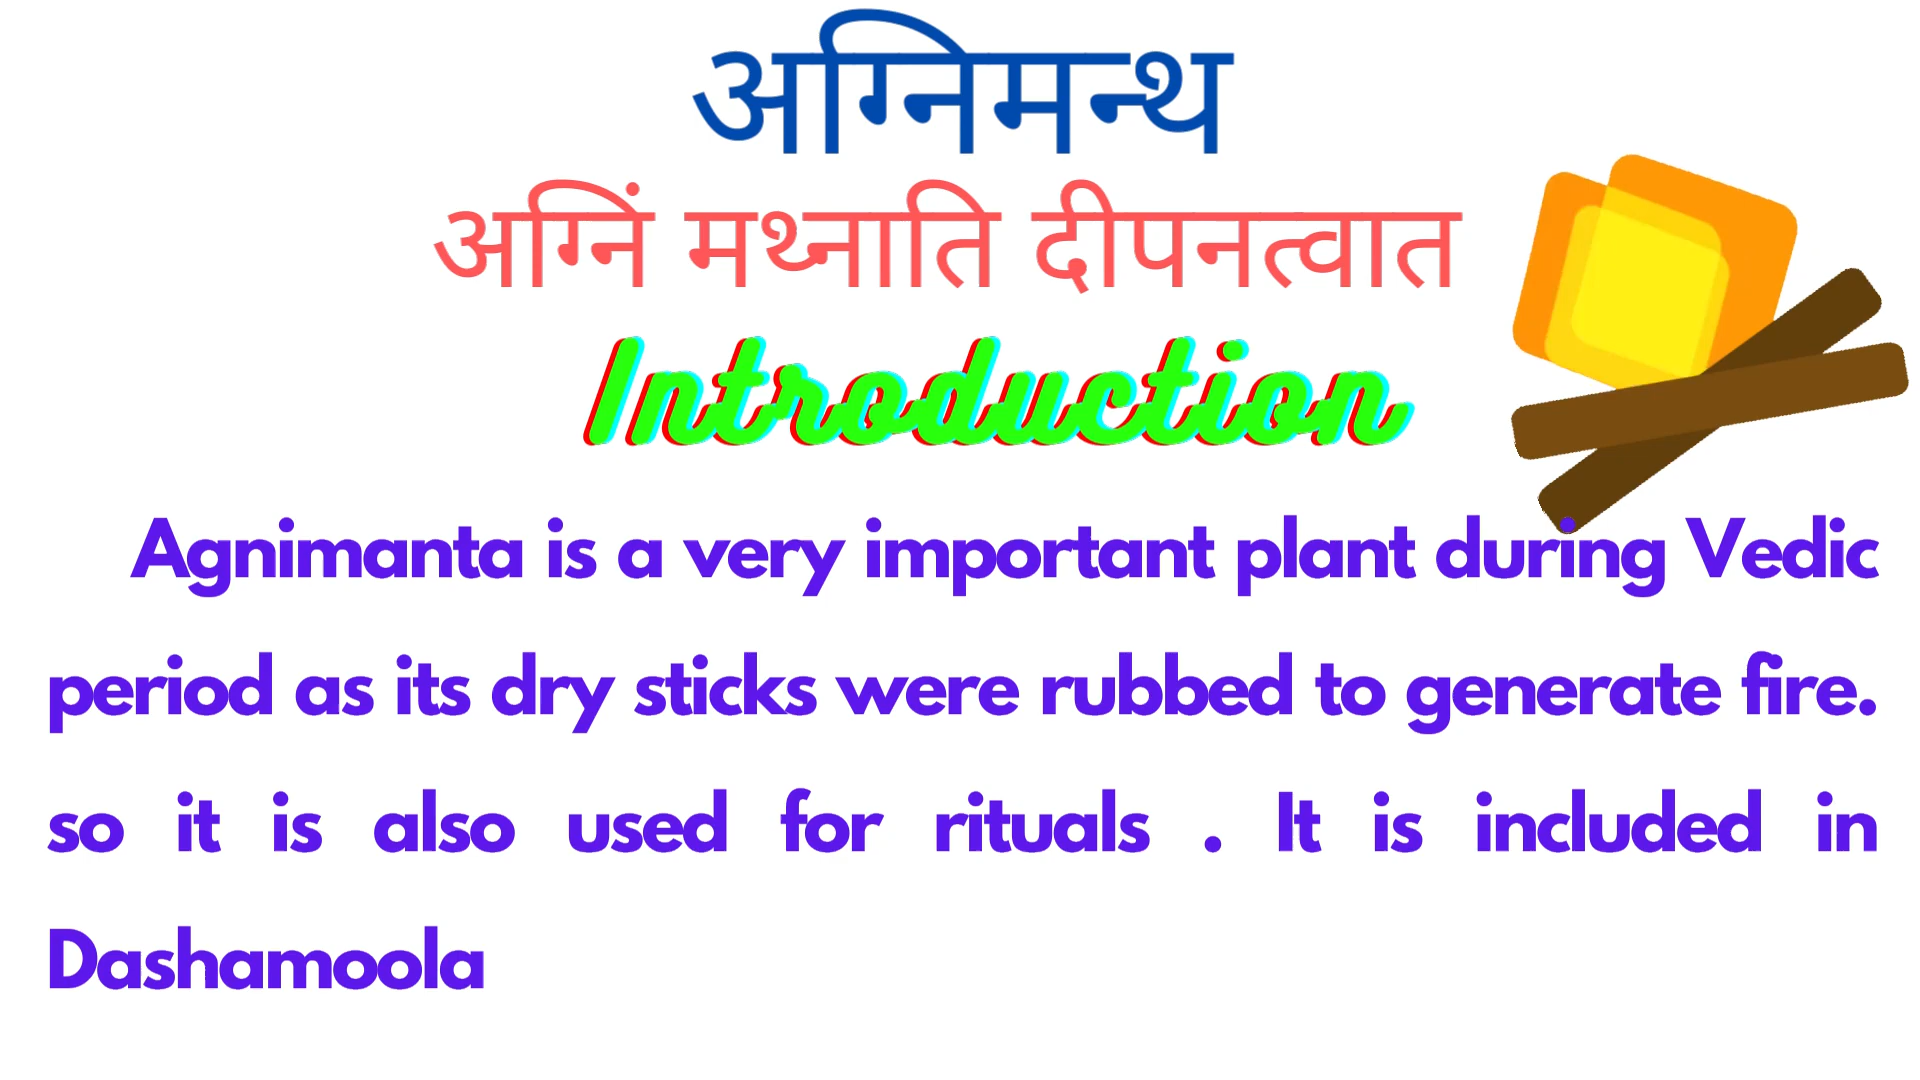 अग्निमन्थ
अग्निं मथ्नाति दीपनत्वात
Introduction
Agnimanta is a very important plant during Vedic
period as its dry sticks were rubbed to generate fire.
so it is also used for rituals . It is included in
Dashamoola